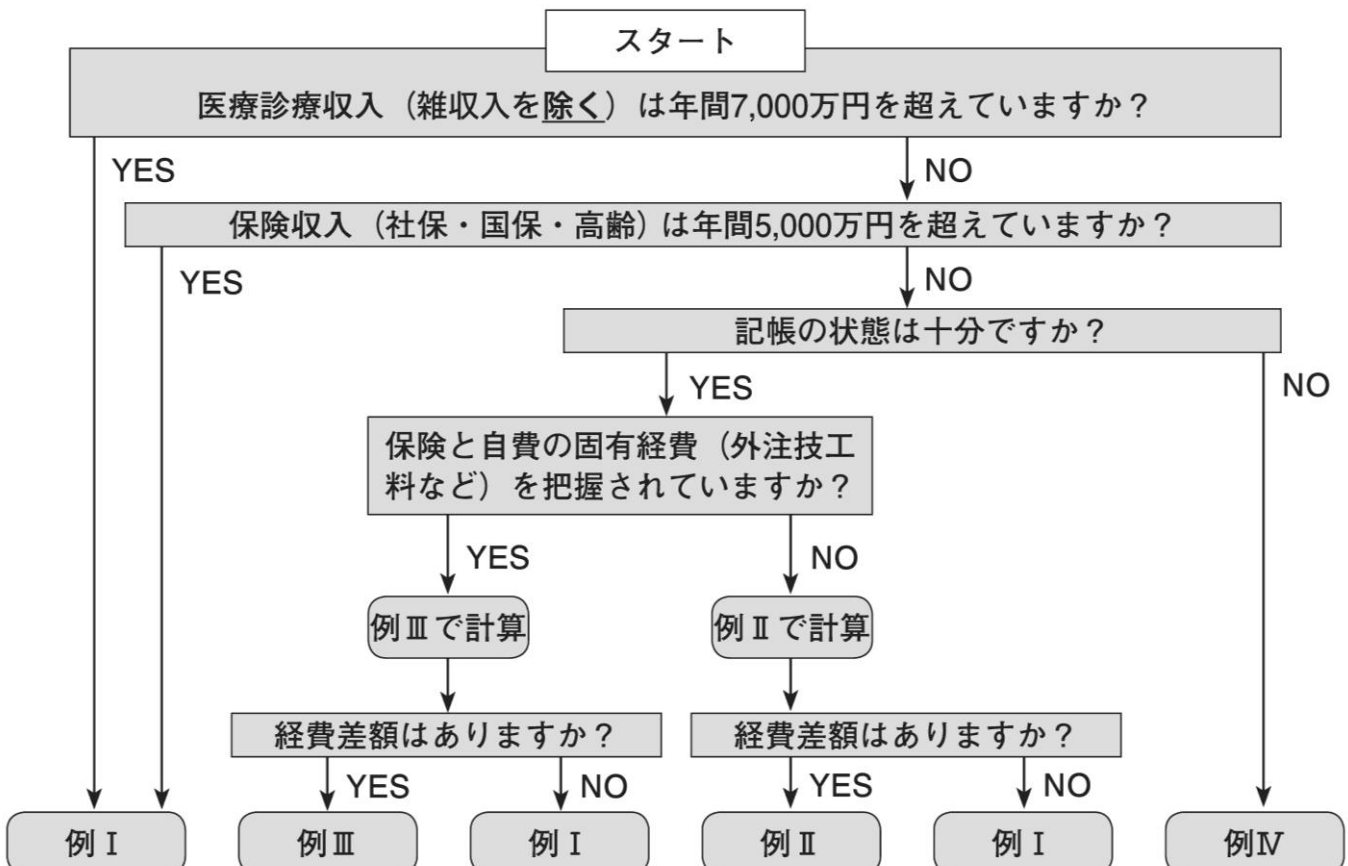 スタート
医療診療収入（雑収入を除く）は年間7,000万円を超えていますか？
YES
NO
保険収入（社保・国保・高齢）は年間5,000万円を超えていますか？
YES
NO
記帳の状態は十分ですか？
YES
NO
保険と自費の固有経費（外注技工
料など）を把握されていますか？
YES
NO
例Ⅲで計算
例Ⅱで計算
経費差額はありますか？
経費差額はありますか？
YES
NO
YES
NO
例Ⅰ
例Ⅲ
例Ⅰ
例Ⅱ
例Ⅰ
例Ⅳ